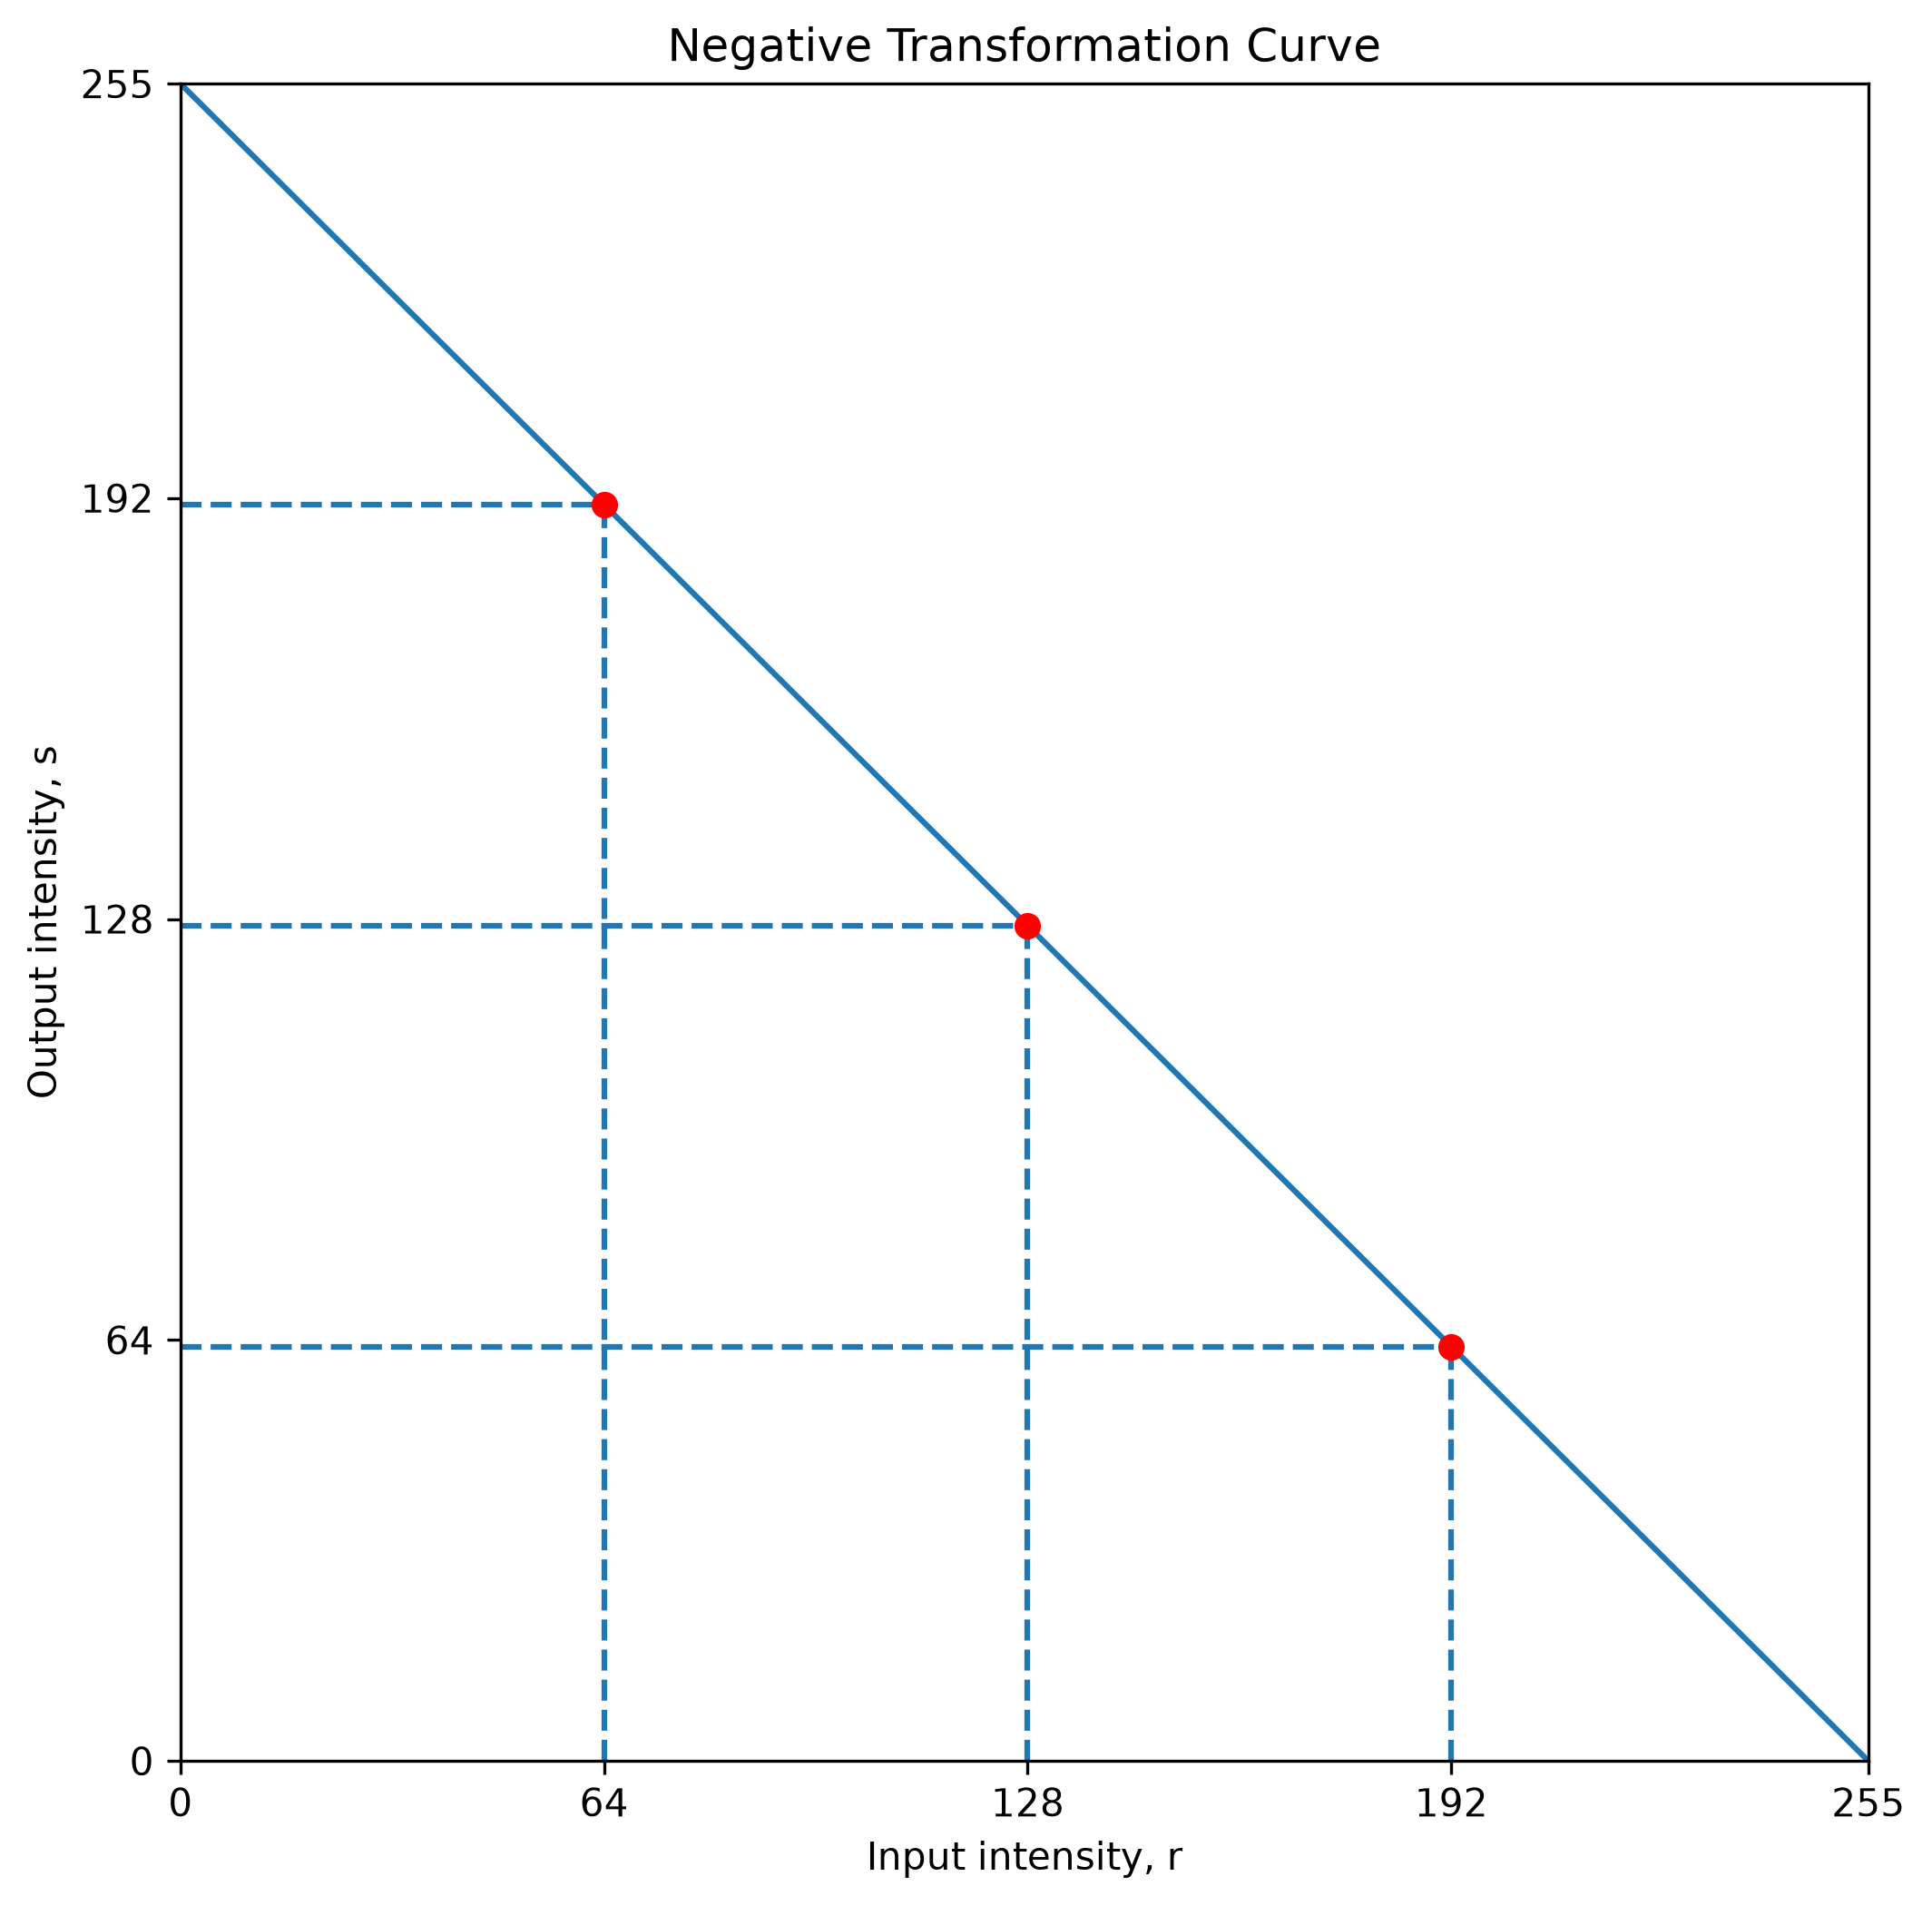 Negative Transformation Curve
255
192
128
64
0
Output intensity, s
0 64 128 192 255
Input intensity, r